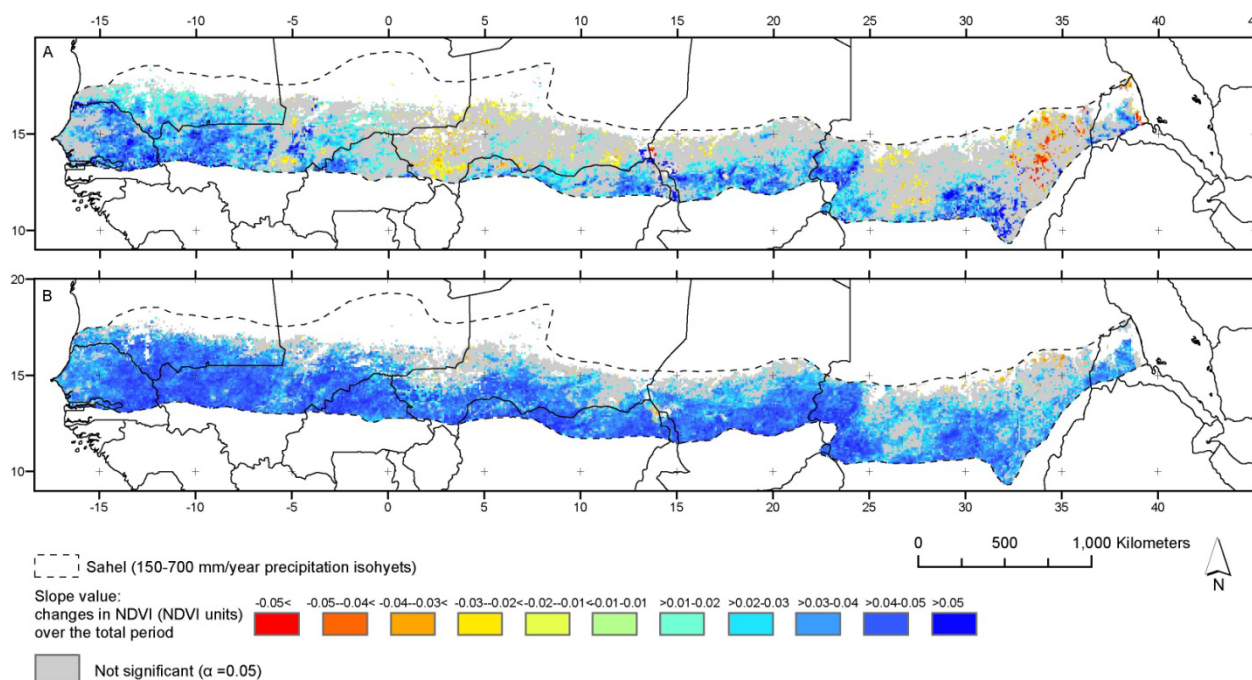 -15 -10 -5 0 5 10 15 20 25 30 35 40 45
A
15
10
20
B
15
10
-15 -10 -5 0 5 10 15 20 25 30 35 40
0 500 1,000 Kilometers
N
Sahel (150-700 mm/year precipitation isohyets)
Slope value:
changes in NDVI (NDVI units)
over the total period
-0.05< -0.05--0.04< -0.04--0.03< -0.03--0.02< -0.02--0.01< <0.01-0.01 >0.01-0.02 >0.02-0.03 >0.03-0.04 >0.04-0.05 >0.05
Not significant (α =0.05)